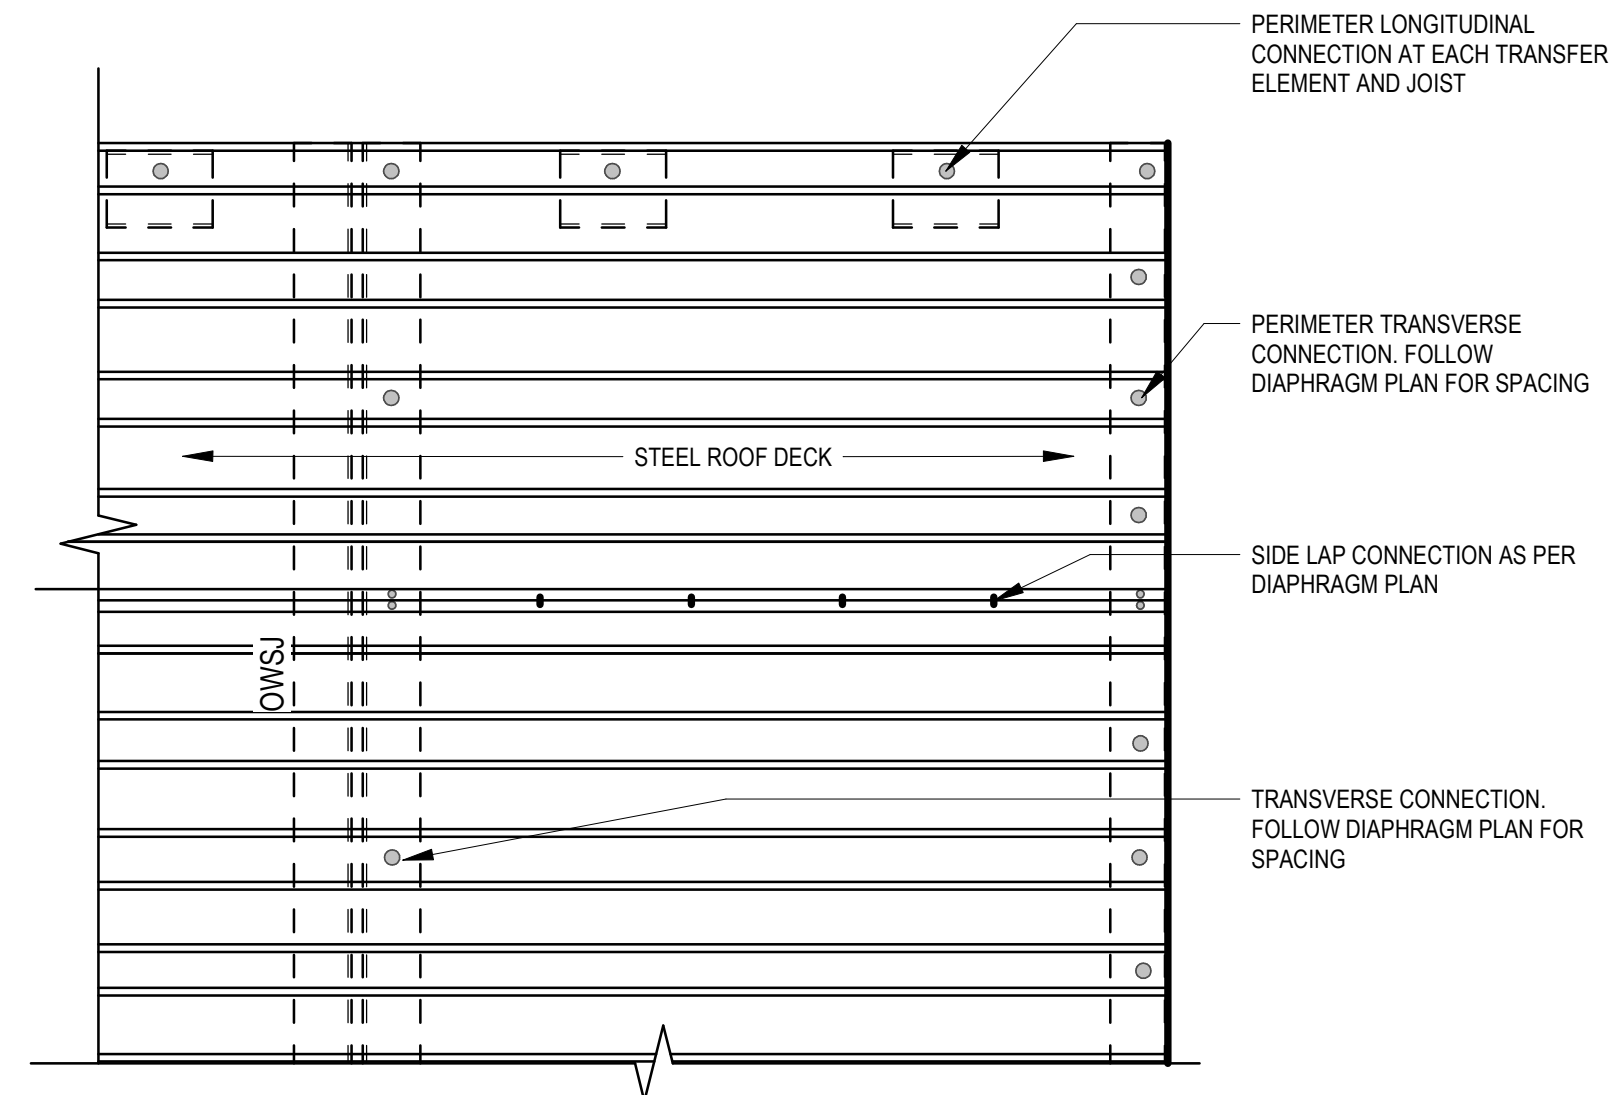 PERIMETER LONGITUDINAL
CONNECTION AT EACH TRANSFER
ELEMENT AND JOIST
PERIMETER TRANSVERSE
CONNECTION. FOLLOW
DIAPHRAGM PLAN FOR SPACING
STEEL ROOF DECK
SIDE LAP CONNECTION AS PER
DIAPHRAGM PLAN
OWSJ
TRANSVERSE CONNECTION.
FOLLOW DIAPHRAGM PLAN FOR
SPACING